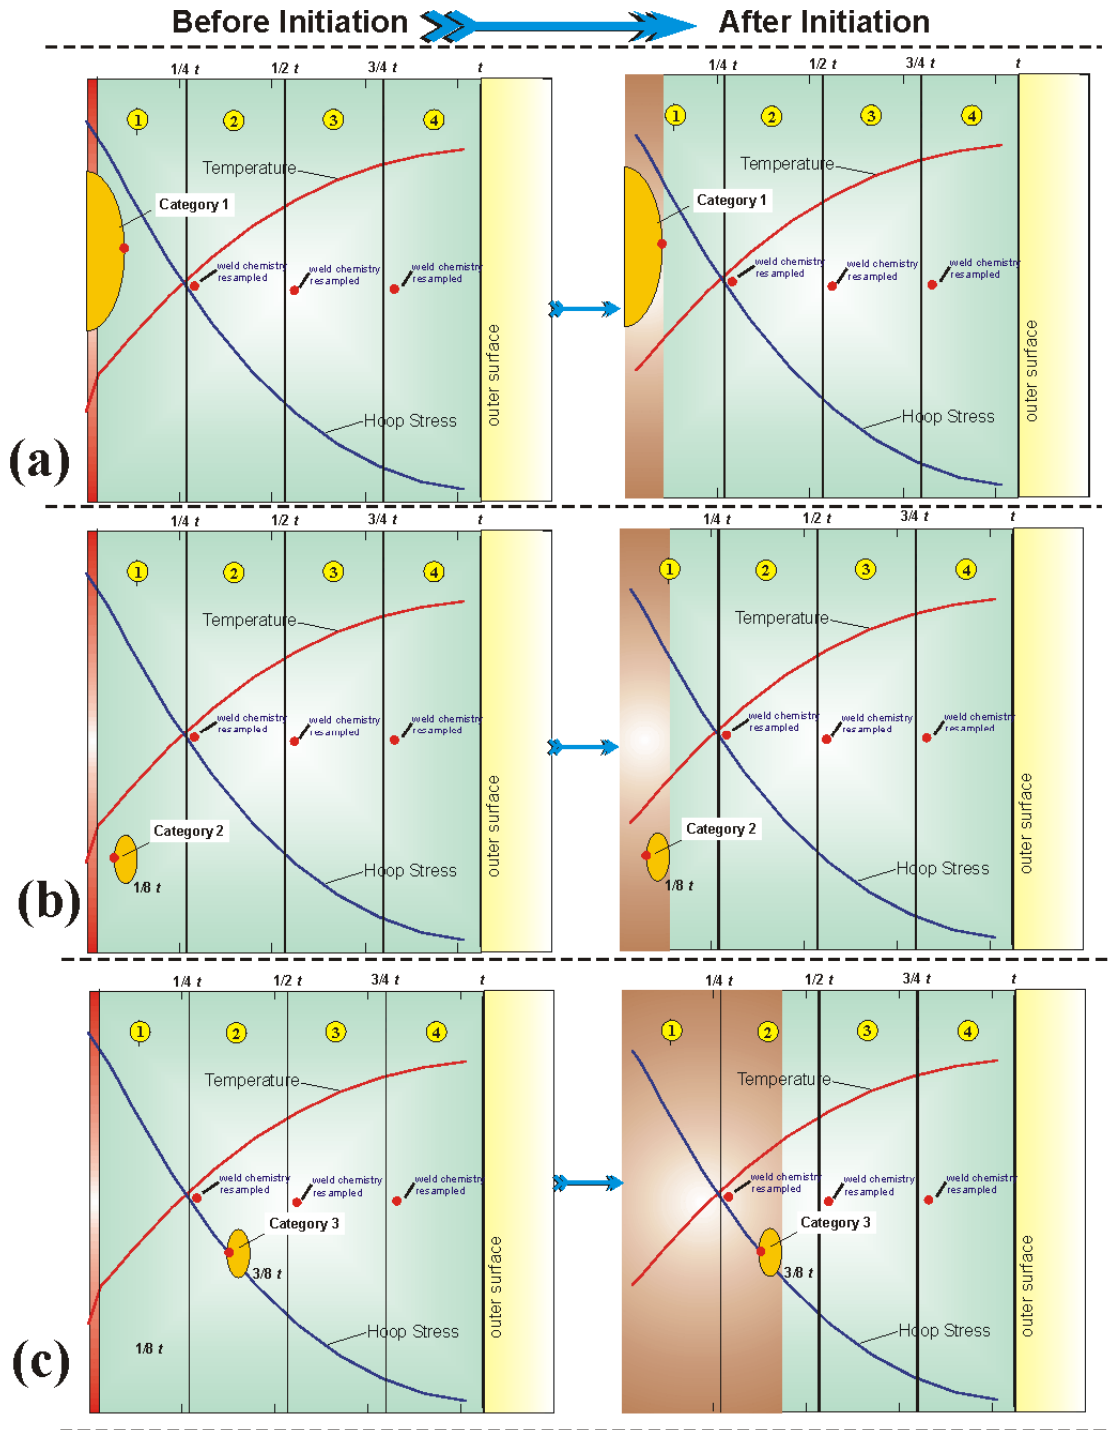 Before Initiation After Initiation
1/4 t 1/2 t 3/4 t t
1 2 3 4
Temperature
Category 1
weld chemistry
resampled
weld chemistry
resampled
weld chemistry
resampled
Hoop Stress
outer surface
1/4 t 1/2 t 3/4 t t
1 2 3 4
Temperature
Category 1
weld chemistry
resampled
weld chemistry
resampled
weld chemistry
resampled
Hoop Stress
outer surface
(a)
1/4 t 1/2 t 3/4 t t
1 2 3 4
Temperature
weld chemistry
resampled
weld chemistry
resampled
weld chemistry
resampled
Category 2
1/8 t
Hoop Stress
outer surface
1/4 t 1/2 t 3/4 t t
1 2 3 4
Temperature
weld chemistry
resampled
weld chemistry
resampled
weld chemistry
resampled
Category 2
1/8 t
Hoop Stress
outer surface
(b)
1/4 t 1/2 t 3/4 t t
1 2 3 4
Temperature
weld chemistry
resampled
weld chemistry
resampled
weld chemistry
resampled
Category 3
3/8 t
Hoop Stress
1/8 t
outer surface
1/4 t 1/2 t 3/4 t t
1 2 3 4
Temperature
weld chemistry
resampled
weld chemistry
resampled
weld chemistry
resampled
Category 3
3/8 t
Hoop Stress
outer surface
(c)